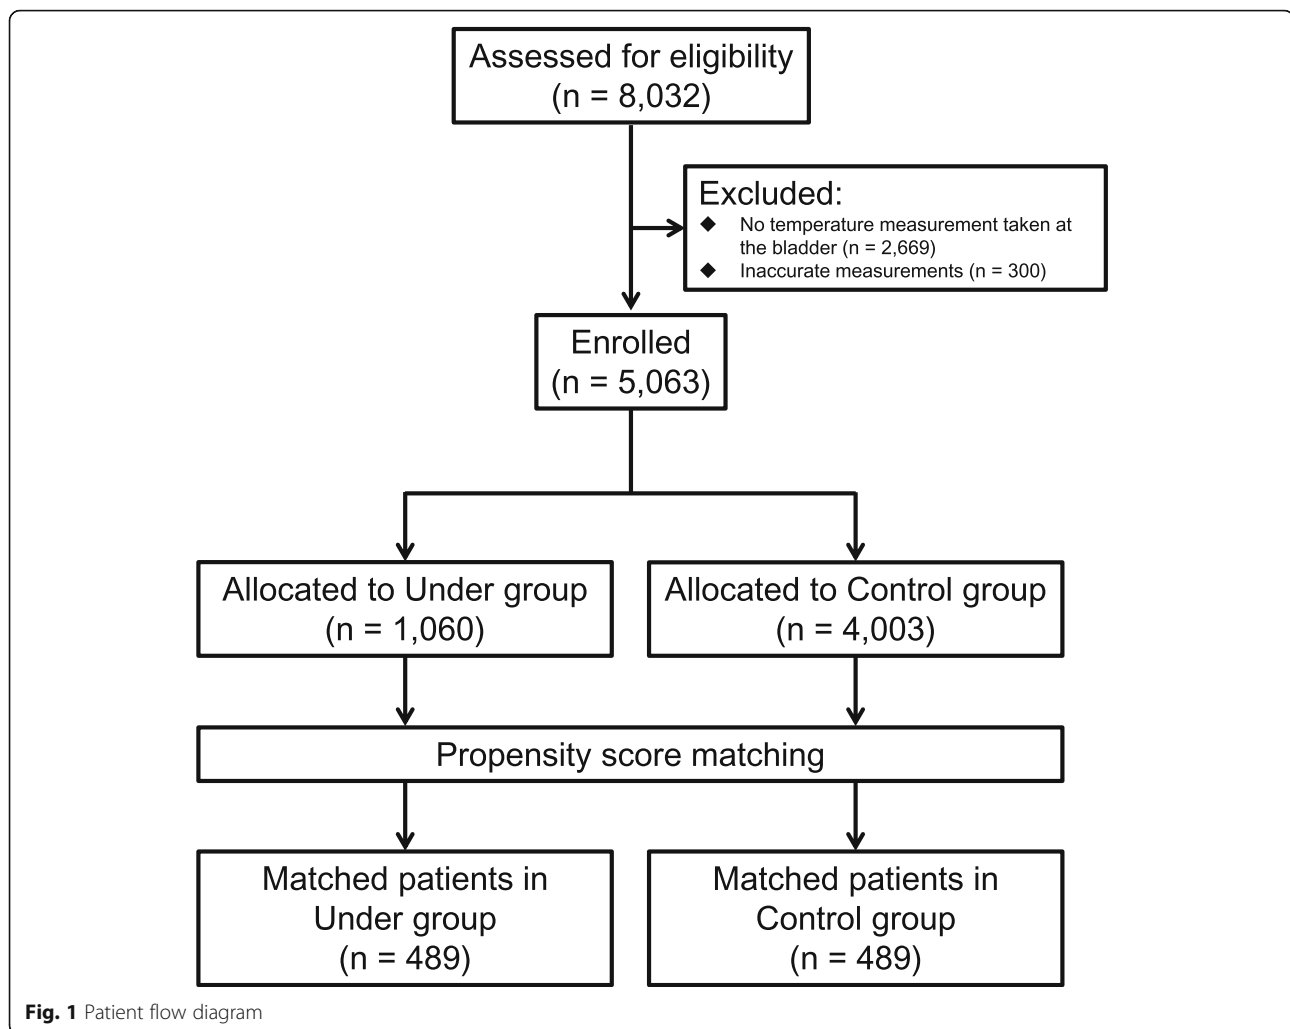 Assessed for eligibility
(n = 8,032)
Excluded:
◆ No temperature measurement taken at
the bladder (n = 2,669)
◆ Inaccurate measurements (n = 300)
Enrolled
(n = 5,063)
Allocated to Under group
(n = 1,060)
Allocated to Control group
(n = 4,003)
Propensity score matching
Matched patients in
Under group
(n = 489)
Matched patients in
Control group
(n = 489)
Fig. 1 Patient flow diagram